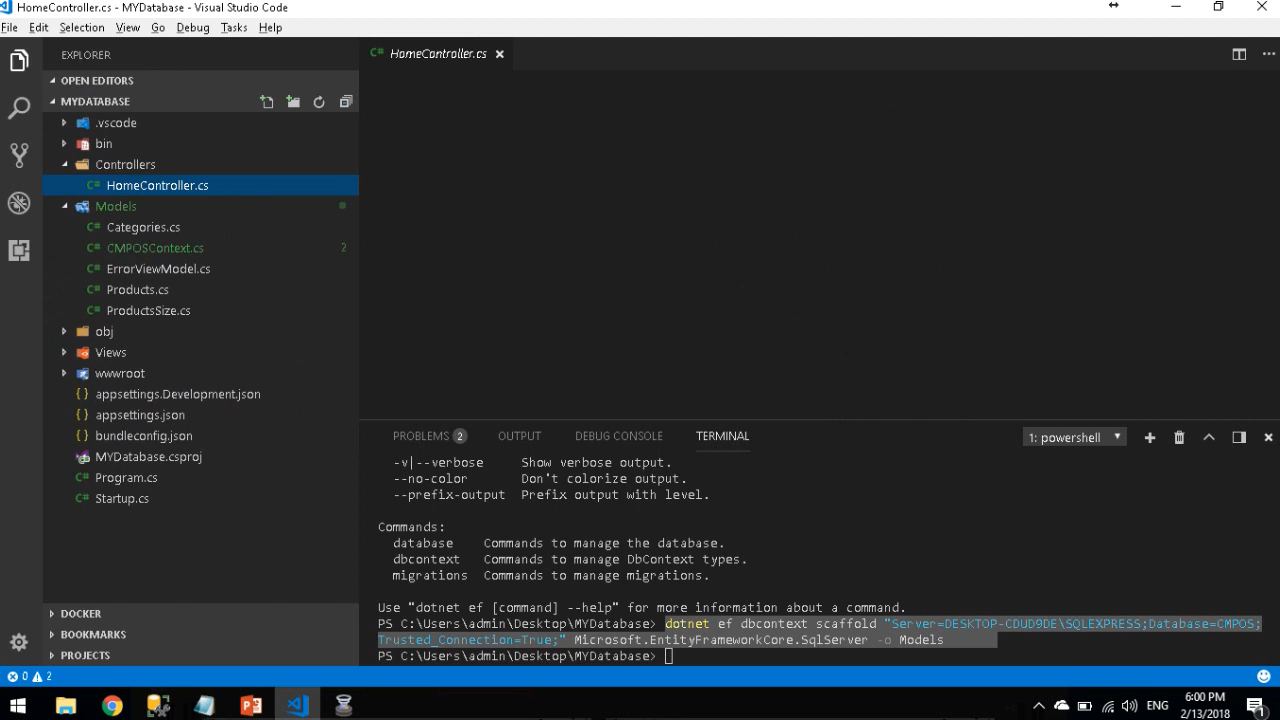 HomeController.cs - MYDatabase - Visual Studio Code
File Edit Selection View Go Debug Tasks Help
EXPLORER
HomeController.cs
OPEN EDITORS
MYDATABASE
.vscode
bin
Controllers
HomeController.cs
Models
Categories.cs
CMPOSContext.cs 2
ErrorViewModel.cs
Products.cs
ProductsSize.cs
obj
Views
wwwroot
appsettings.Development.json
appsettings.json
bundleconfig.json
MYDatabase.csproj
Program.cs
Startup.cs
DOCKER
BOOKMARKS
PROJECTS
PROBLEMS 2 OUTPUT DEBUG CONSOLE TERMINAL 1: powershell
-v|--verbose Show verbose output.
--no-color Don't colorize output.
--prefix-output Prefix output with level.
Commands:
database Commands to manage the database.
dbcontext Commands to manage DbContext types.
migrations Commands to manage migrations.
Use "dotnet ef [command] --help" for more information about a command.
PS C:\Users\admin\Desktop\MYDatabase> dotnet ef dbcontext scaffold "Server=DESKTOP-CDUD9DE\SQLEXPRESS;Database=CMPOS;
Trusted_Connection=True;" Microsoft.EntityFrameworkCore.SqlServer -o Models
PS C:\Users\admin\Desktop\MYDatabase>
0 2
ENG
6:00 PM
2/13/2018
1